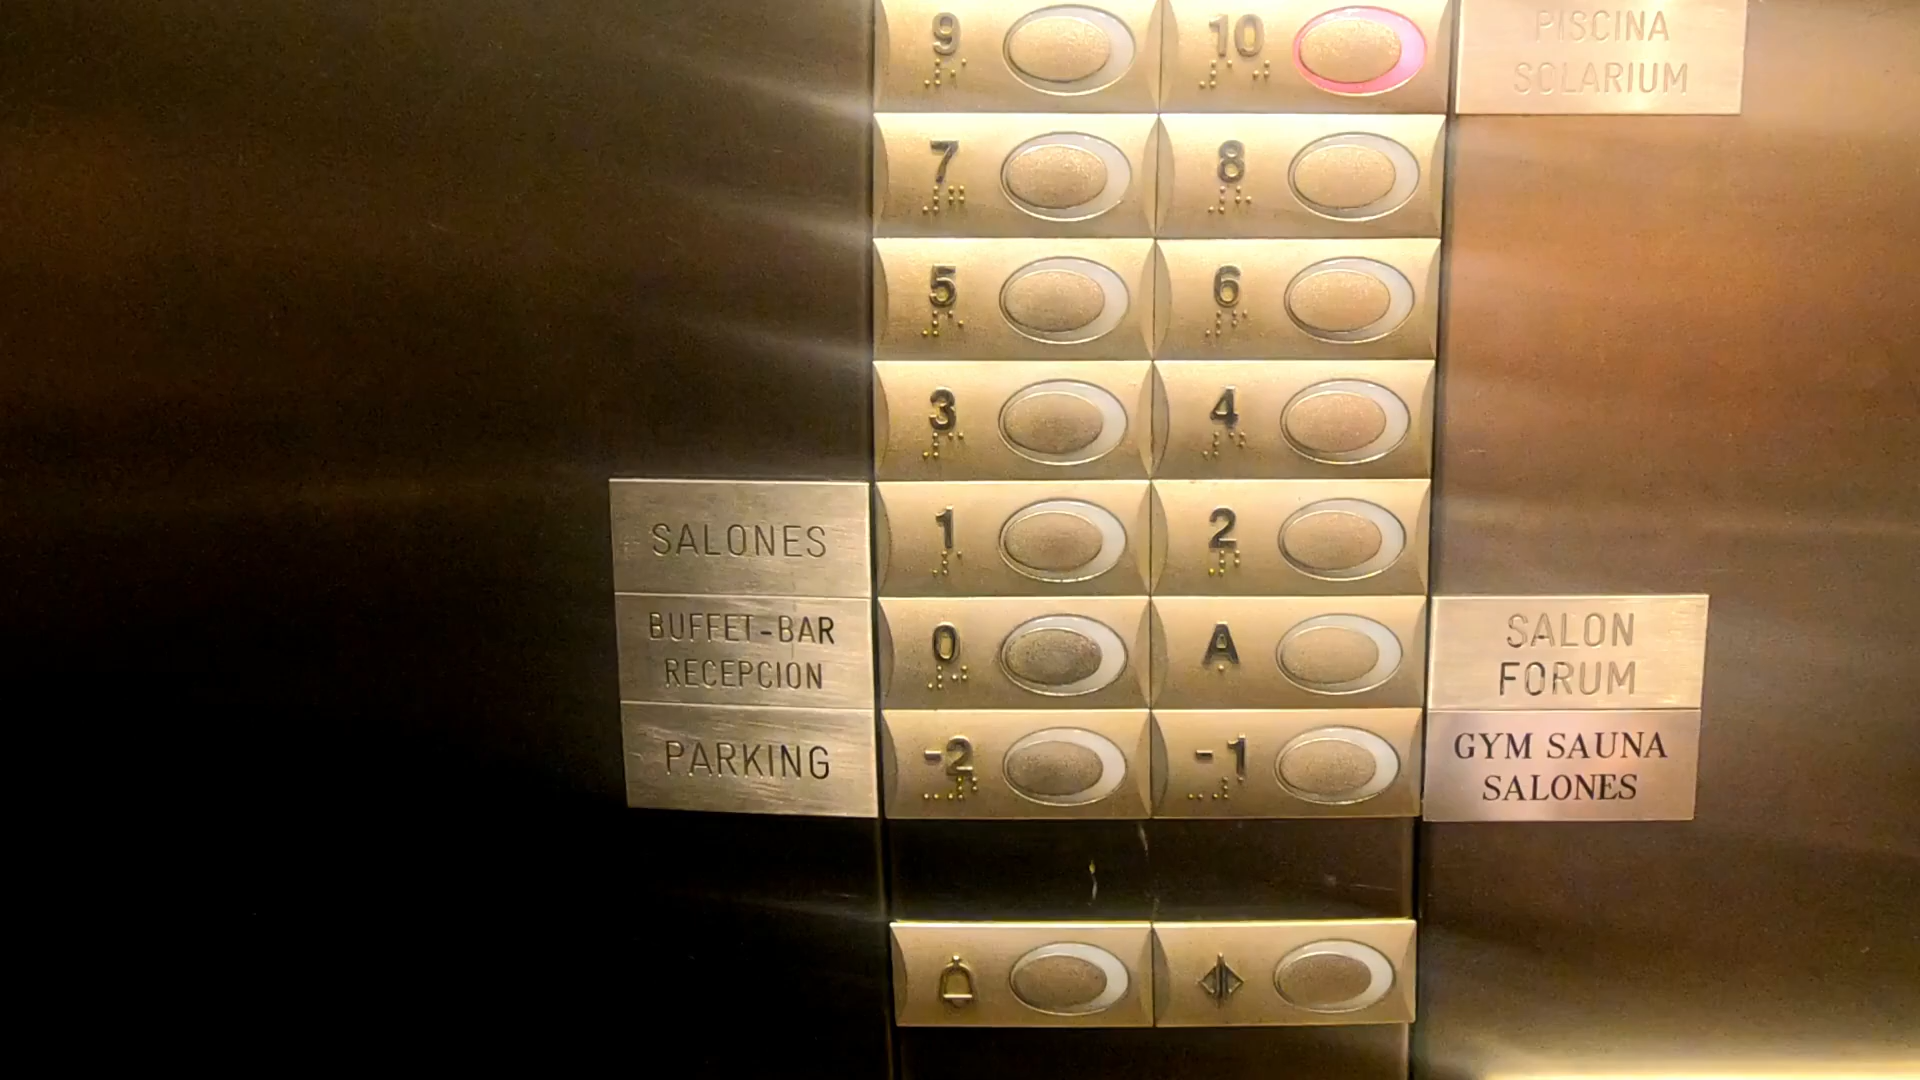 9 10 PISCINA
SOLARIUM
7 8
5 6
3 4
SALONES 1 2
BUFFET-BAR
RECEPCION
0 A
SALON
FORUM
PARKING
-2 -1
GYM SAUNA
SALONES